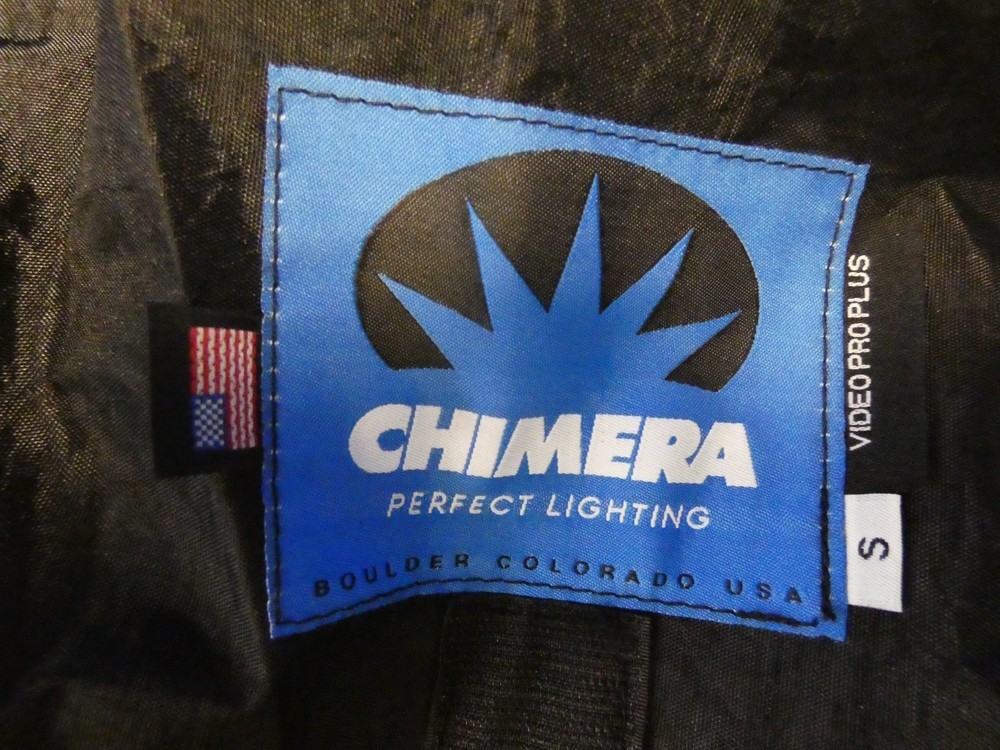 CHIMERA
PERFECT LIGHTING
BOULDER COLORADO USA
VIDEO PRO PLUS
S